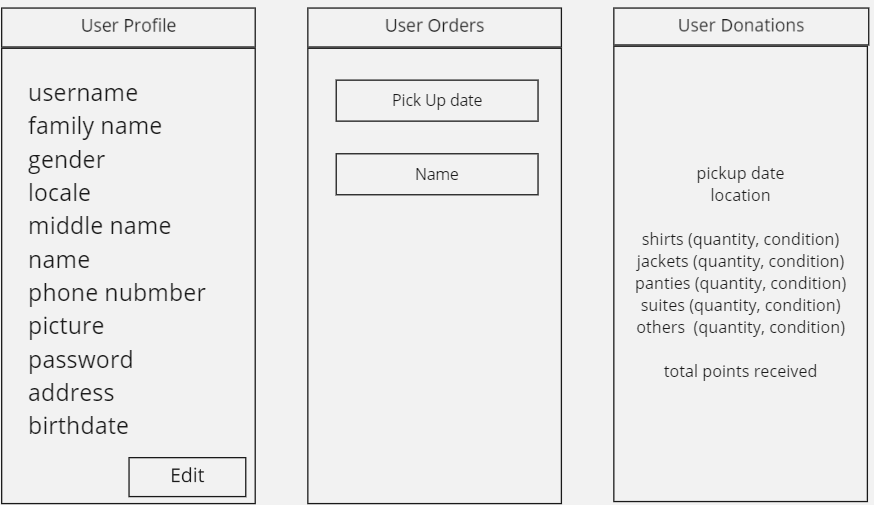 User Profile
username
family name
gender
locale
middle name
name
phone nubmber
picture
password
address
birthdate
Edit
User Orders
Pick Up date
Name
User Donations
pickup date
location
shirts (quantity, condition)
jackets (quantity, condition)
panties (quantity, condition)
suites (quantity, condition)
others  (quantity, condition)
total points received